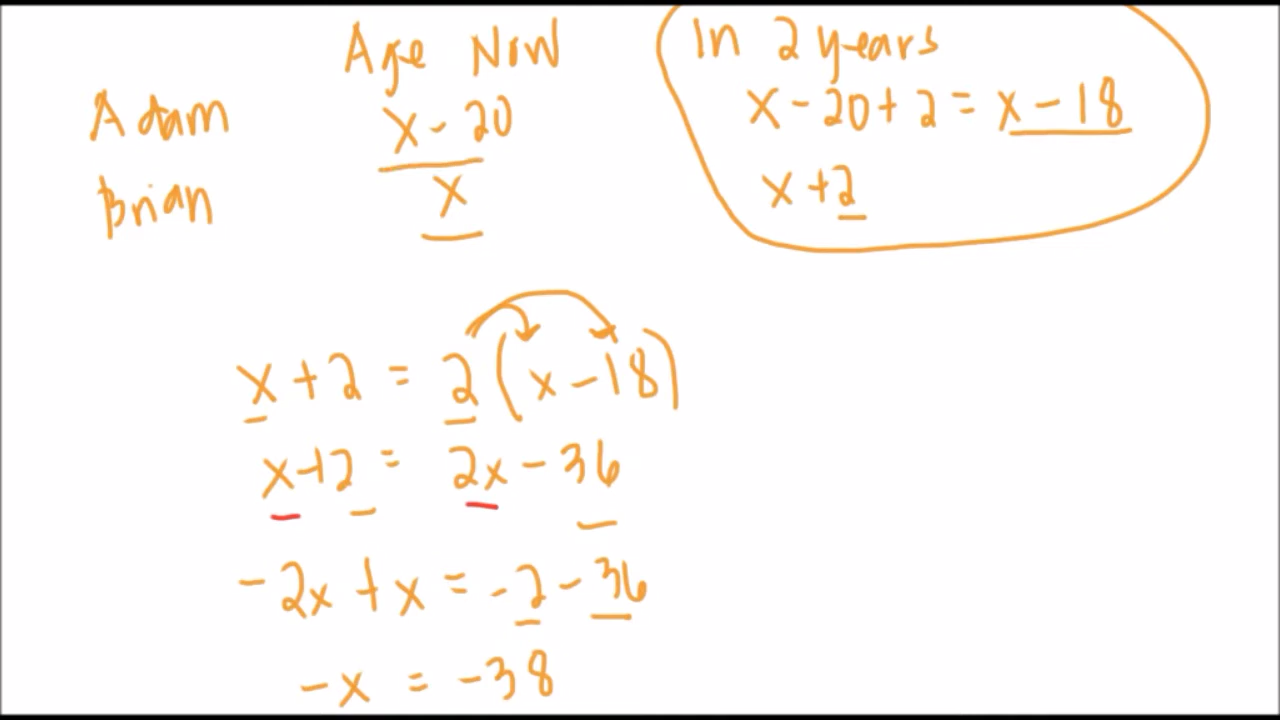 Age Now In 2 years
Adam x - 20 x - 20 + 2 = x - 18
Brian x x + 2
x + 2 = 2 (x - 18)
x + 2 = 2x - 36
-2x + x = -2 - 36
-x = -38